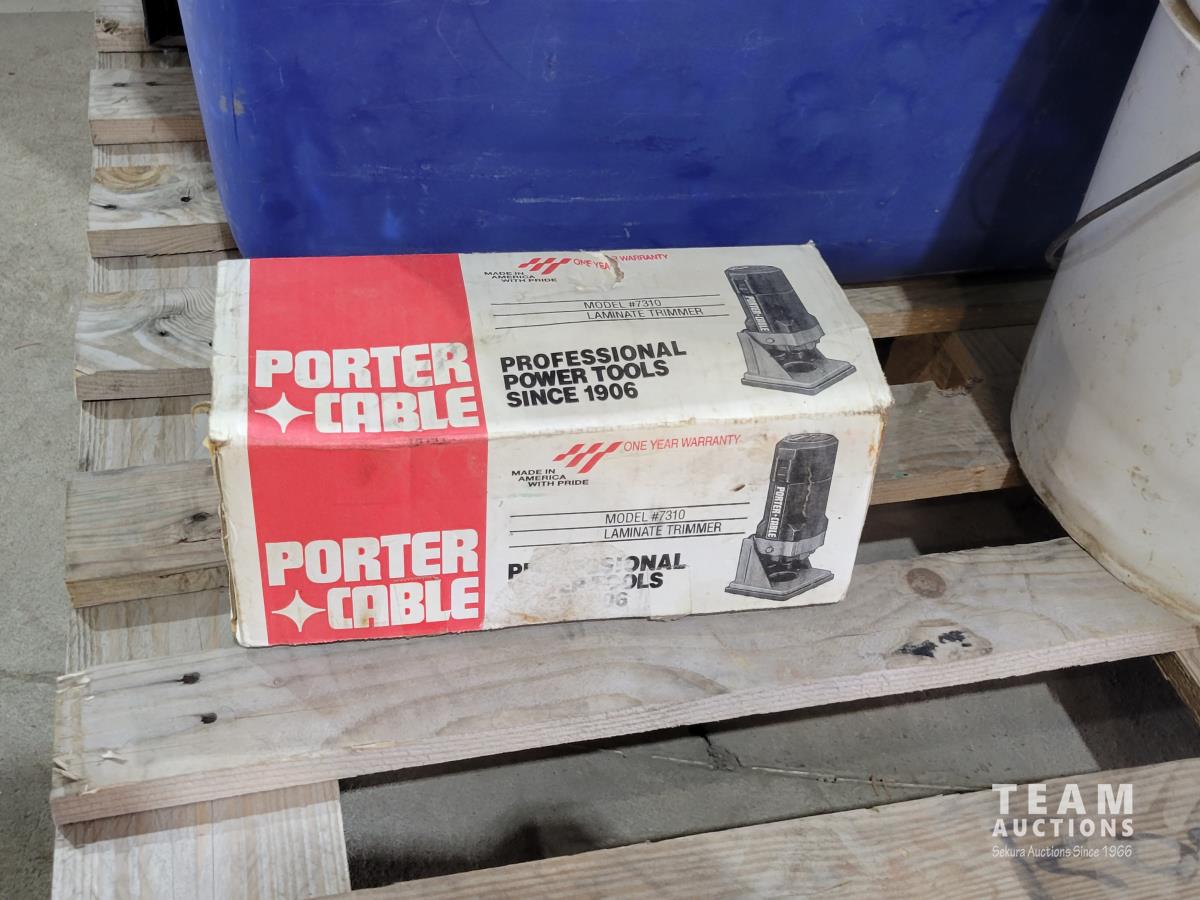 PORTER
CABLE
MADE IN
AMERICA
WITH PRIDE
ONE YEAR WARRANTY
MODEL #7310
LAMINATE TRIMMER
PROFESSIONAL
POWER TOOLS
SINCE 1906
PORTER-CABLE
PORTER
CABLE
MADE IN
AMERICA
WITH PRIDE
ONE YEAR WARRANTY
MODEL #7310
LAMINATE TRIMMER
TOOLS
PORTER-CABLE
TEAM
AUCTIONS
Sekura Auctions Since 1966